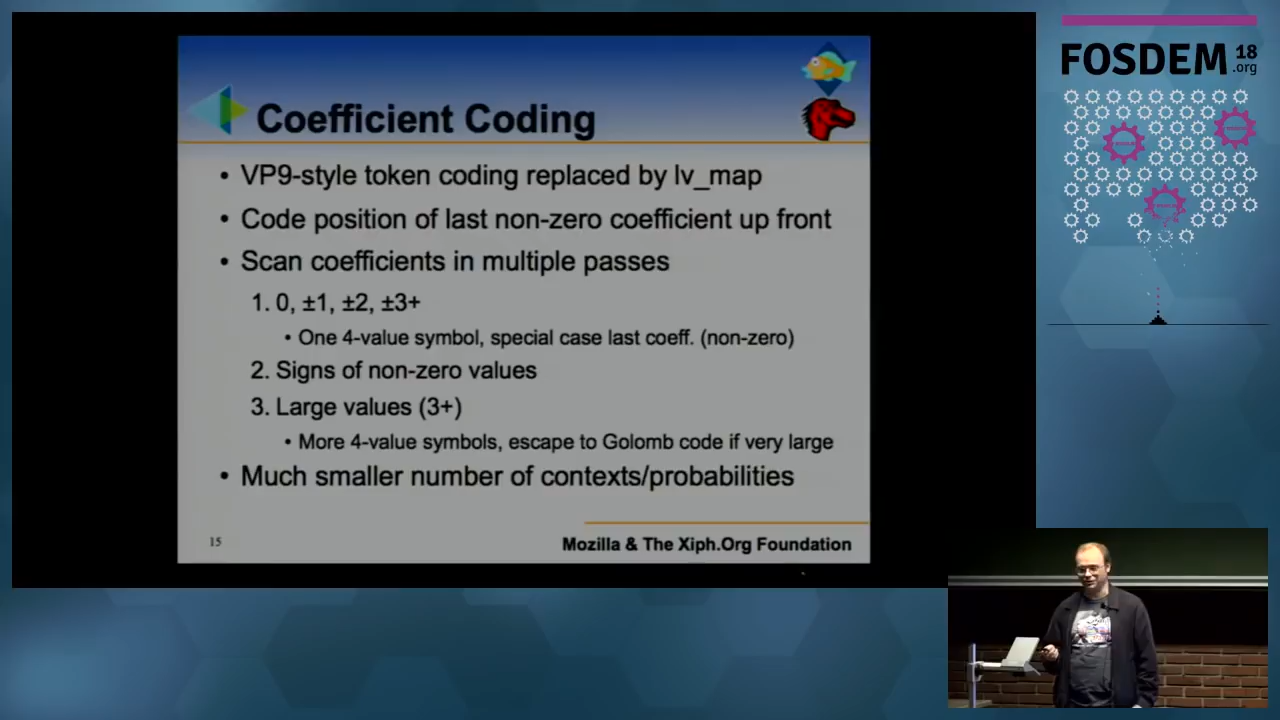 Coefficient Coding
• VP9-style token coding replaced by lv_map
• Code position of last non-zero coefficient up front
• Scan coefficients in multiple passes
1. 0, ±1, ±2, ±3+
• One 4-value symbol, special case last coeff. (non-zero)
2. Signs of non-zero values
3. Large values (3+)
• More 4-value symbols, escape to Golomb code if very large
• Much smaller number of contexts/probabilities
15
Mozilla & The Xiph.Org Foundation
FOSDEM 18
.org